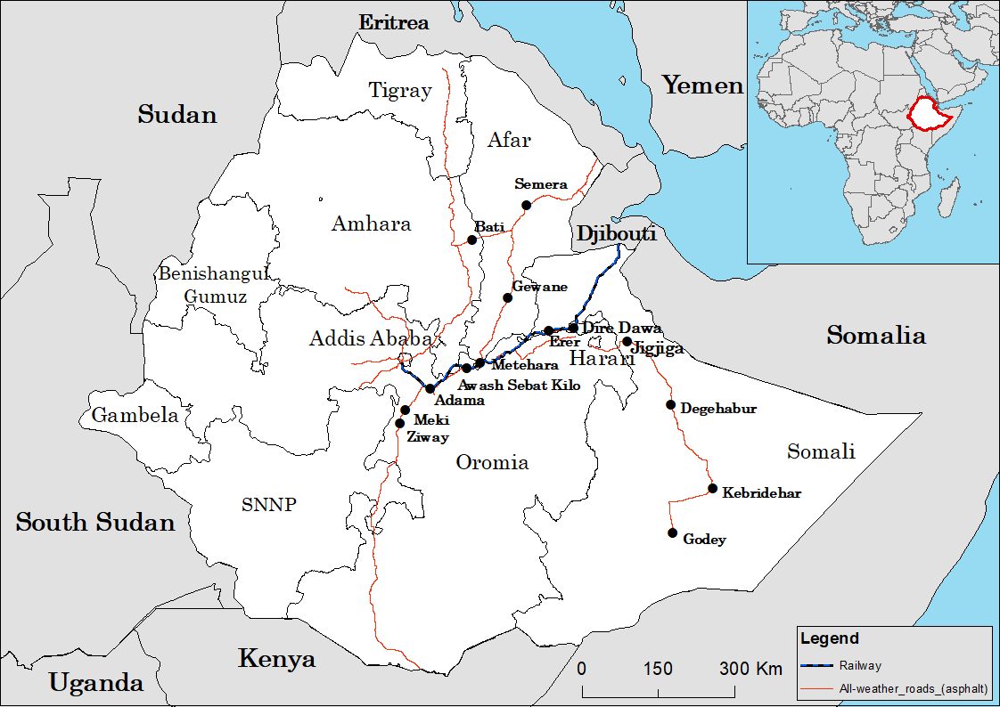 Eritrea
Tigray
Yemen
Sudan
Afar
Semera
Amhara
Bati
Djibouti
Benishangul
Gumuz
Gewane
Dire Dawa
Addis Ababa
Erer
Somalia
Jigjiga
Harari
Metehara
Awash Sebat Kilo
Adama
Degehabur
Gambela
Meki
Ziway
Somali
Oromia
Kebridehar
SNNP
South Sudan
Godey
Legend
Kenya
Railway
0 150 300 Km
Uganda
All-weather_roads_(asphalt)